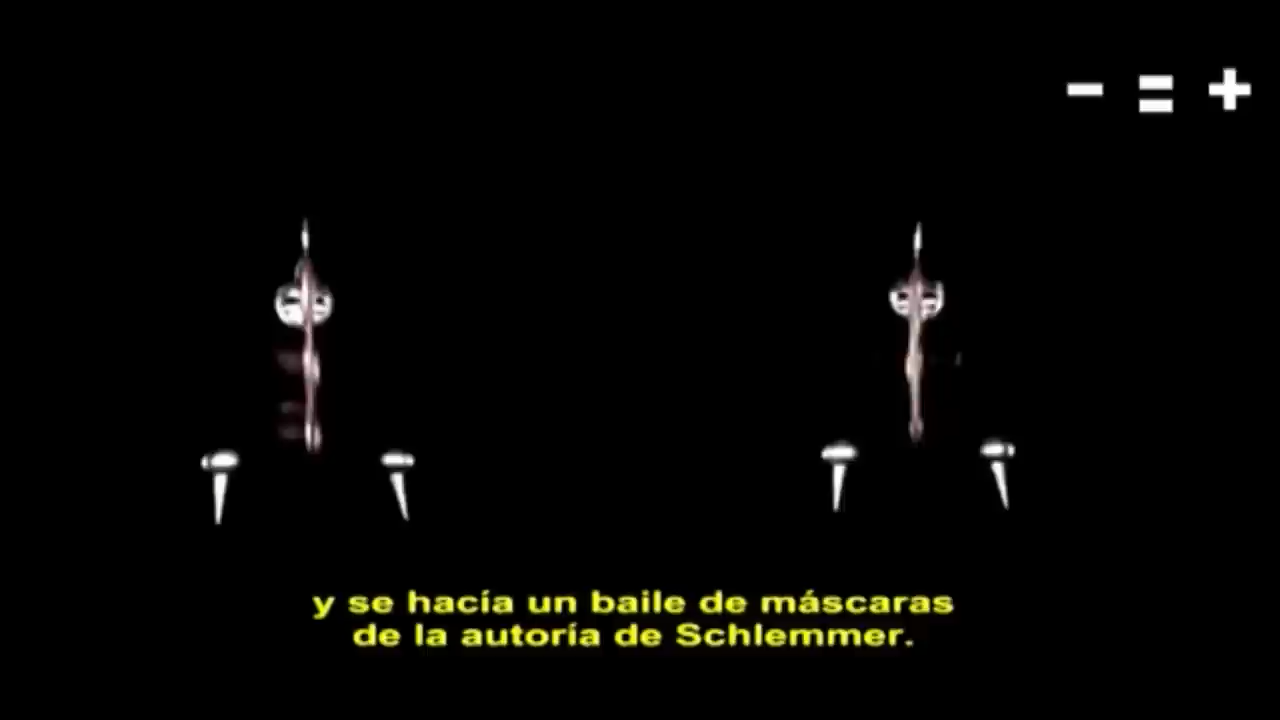 - = +
y se hacía un baile de máscaras
de la autoría de Schlemmer.